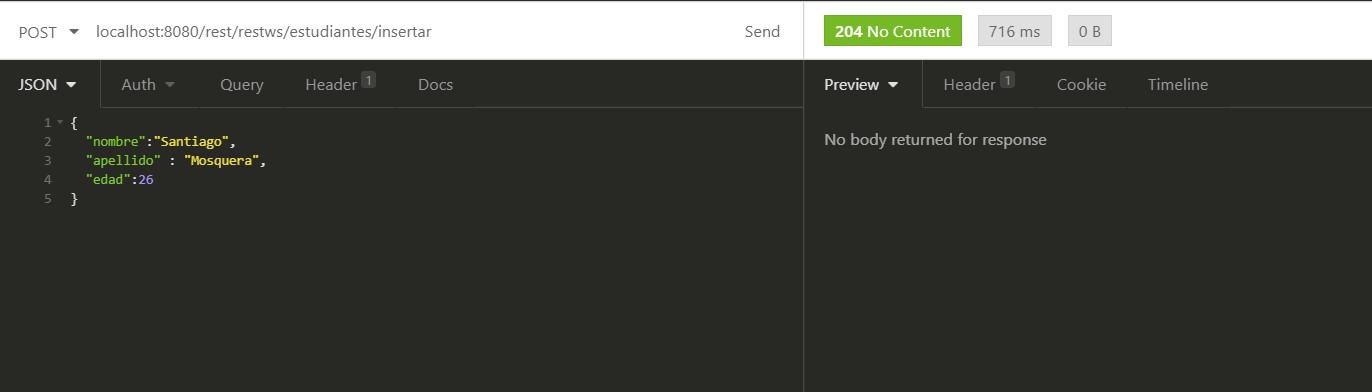 POST localhost:8080/rest/restws/estudiantes/insertar Send 204 No Content 716 ms 0 B
JSON Auth Query Header 1 Docs Preview Header 1 Cookie Timeline
1 {
2 "nombre":"Santiago",
3 "apellido" : "Mosquera",
4 "edad":26
5 }
No body returned for response